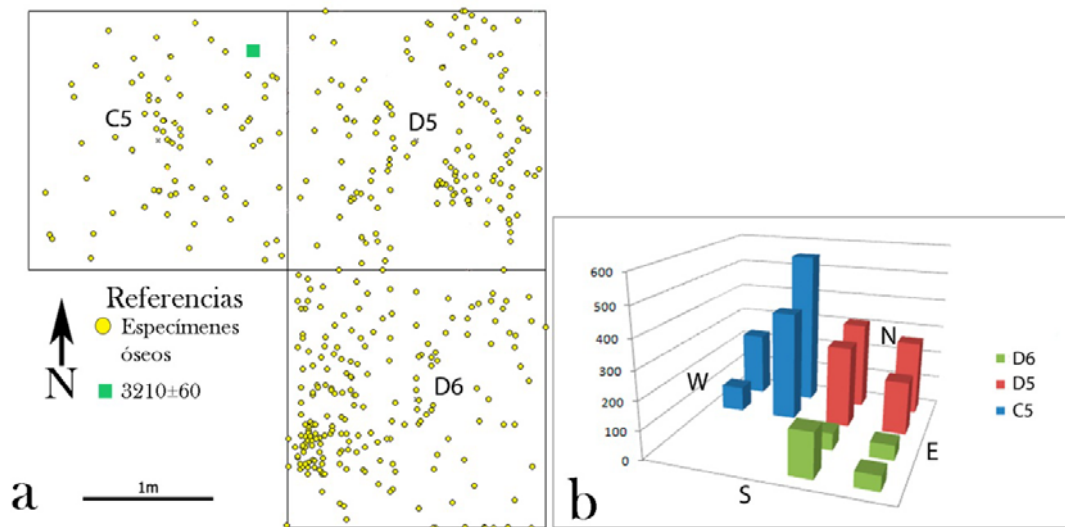 C5
D5
Referencias
Especímenes
óseos
3210±60
N
D6
1m
a
600
500
400
300
200
100
0
W
N
E
S
D6
D5
C5
b